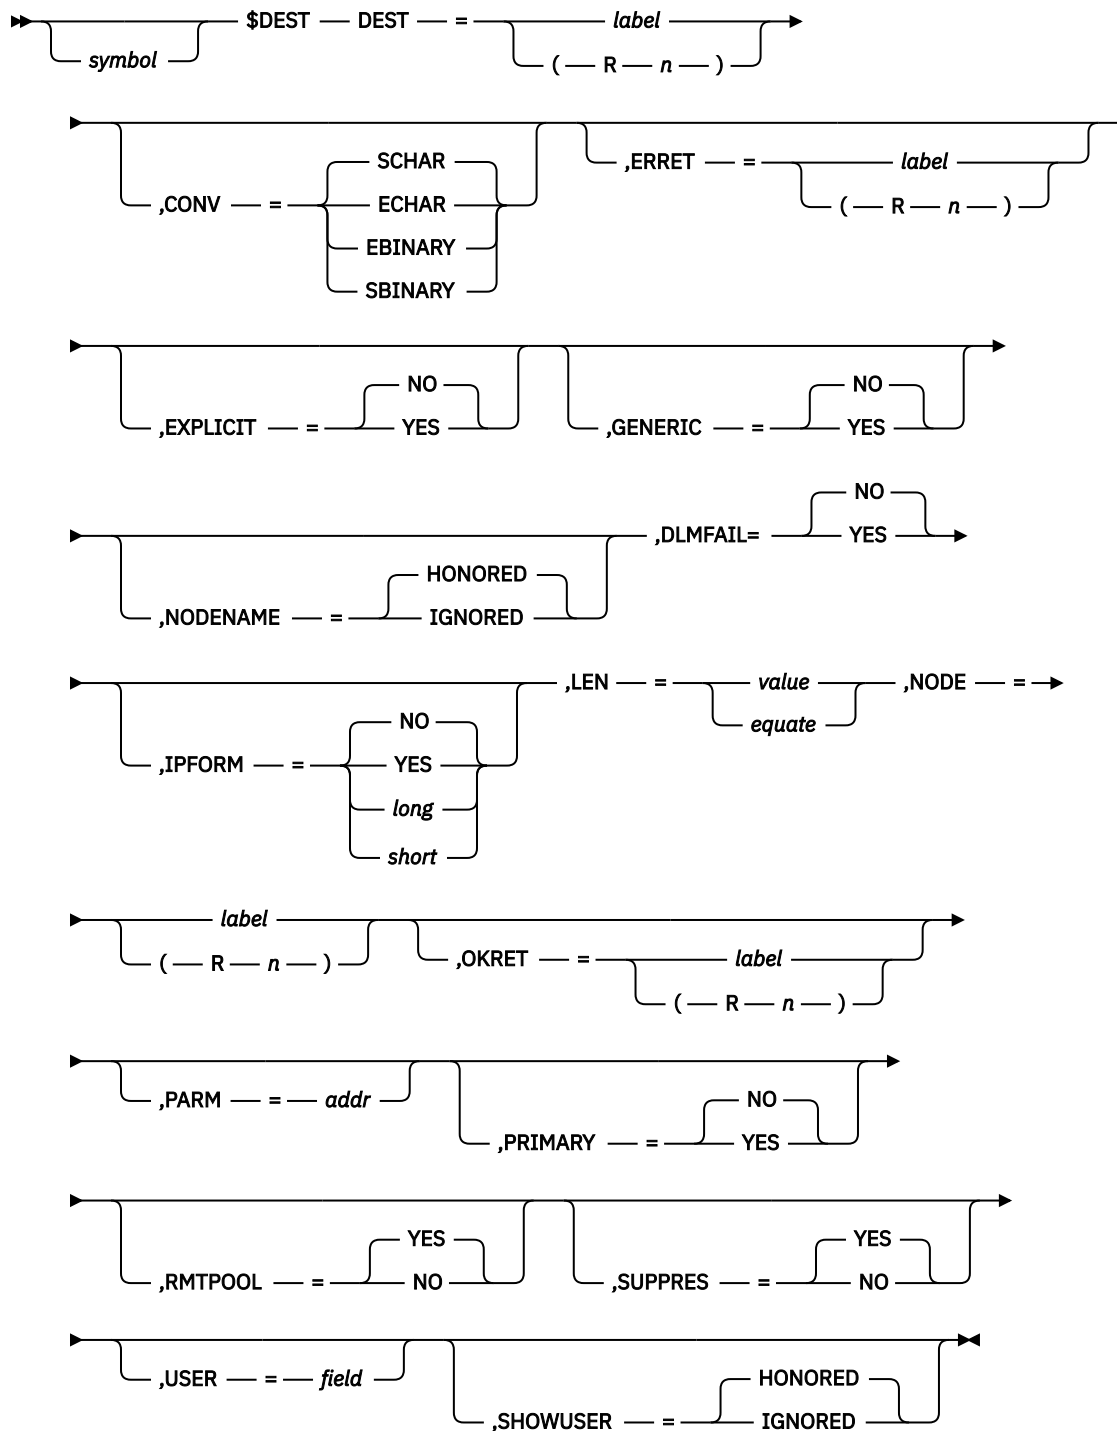 $DEST DEST = label
symbol ( R n )
SCHAR ,ERRET = label
,CONV = ECHAR ( R n )
EBINARY
SBINARY
NO NO
,EXPLICIT = YES ,GENERIC = YES
NO
,DLMFAIL= YES
HONORED
,NODENAME = IGNORED
,LEN = value ,NODE =
NO equate
,IPFORM = YES
long
short
label
( R n ) ,OKRET = label
( R n )
,PARM = addr NO
,PRIMARY = YES
YES YES
,RMTPOOL = NO ,SUPPRES = NO
,USER = field HONORED
,SHOWUSER = IGNORED